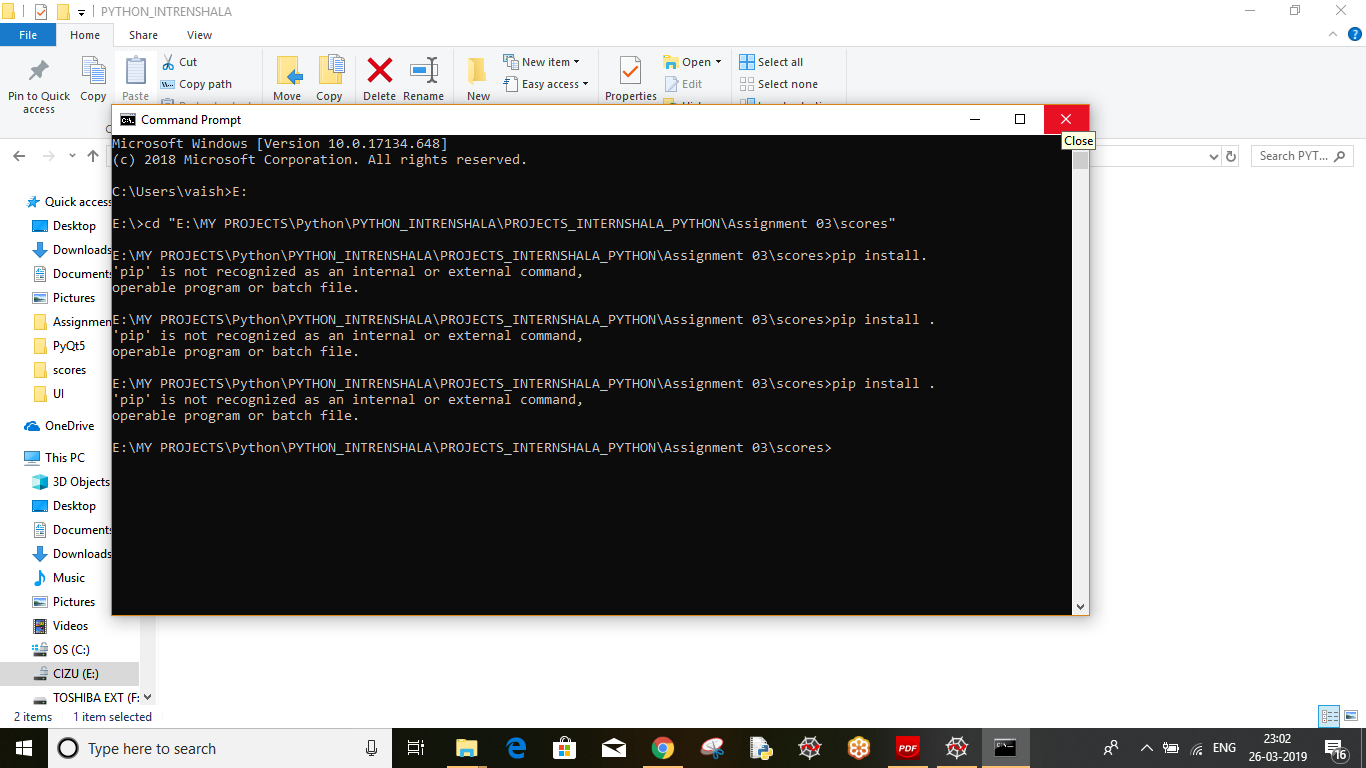 PYTHON_INTRENSHALA
File Home Share View
Pin to Quick access
Copy
Paste
Cut
Copy path
Move
Copy
Delete
Rename
New
New item
Easy access
Properties
Open
Edit
Select all
Select none
Command Prompt
Close
Search PYT...
Microsoft Windows [Version 10.0.17134.648]
(c) 2018 Microsoft Corporation. All rights reserved.
C:\Users\vaish>E:
E:\>cd "E:\MY PROJECTS\Python\PYTHON_INTRENSHALA\PROJECTS_INTERNSHALA_PYTHON\Assignment 03\scores"
E:\MY PROJECTS\Python\PYTHON_INTRENSHALA\PROJECTS_INTERNSHALA_PYTHON\Assignment 03\scores>pip install.
'pip' is not recognized as an internal or external command,
operable program or batch file.
E:\MY PROJECTS\Python\PYTHON_INTRENSHALA\PROJECTS_INTERNSHALA_PYTHON\Assignment 03\scores>pip install .
'pip' is not recognized as an internal or external command,
operable program or batch file.
E:\MY PROJECTS\Python\PYTHON_INTRENSHALA\PROJECTS_INTERNSHALA_PYTHON\Assignment 03\scores>pip install .
'pip' is not recognized as an internal or external command,
operable program or batch file.
E:\MY PROJECTS\Python\PYTHON_INTRENSHALA\PROJECTS_INTERNSHALA_PYTHON\Assignment 03\scores>
Quick access
Desktop
Downloads
Documents
Pictures
Assignmen
PyQt5
scores
UI
OneDrive
This PC
3D Objects
Desktop
Documents
Downloads
Music
Pictures
Videos
OS (C:)
CIZU (E:)
TOSHIBA EXT (F:
2 items 1 item selected
Type here to search
PDF
ENG
23:02
26-03-2019
16